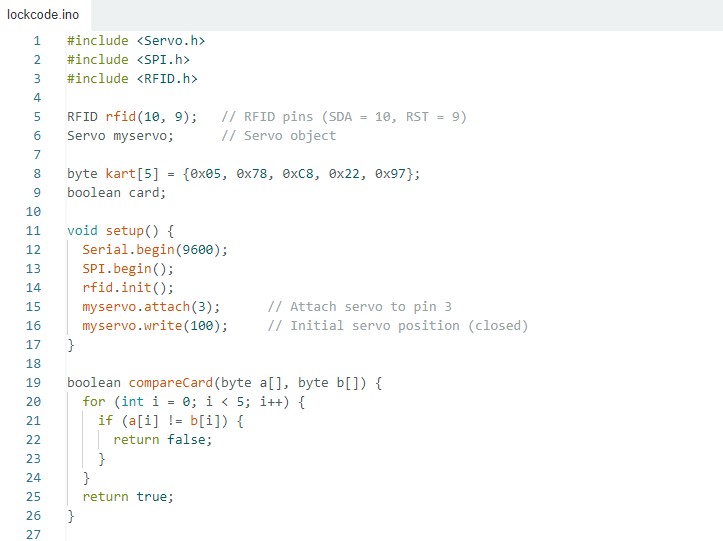 lockcode.ino
1 #include <Servo.h>
2 #include <SPI.h>
3 #include <RFID.h>
4
5 RFID rfid(10, 9);   // RFID pins (SDA = 10, RST = 9)
6 Servo myservo;      // Servo object
7
8 byte kart[5] = {0x05, 0x78, 0xC8, 0x22, 0x97};
9 boolean card;
10
11 void setup() {
12   Serial.begin(9600);
13   SPI.begin();
14   rfid.init();
15   myservo.attach(3);      // Attach servo to pin 3
16   myservo.write(100);     // Initial servo position (closed)
17 }
18
19 boolean compareCard(byte a[], byte b[]) {
20   for (int i = 0; i < 5; i++) {
21     if (a[i] != b[i]) {
22       return false;
23     }
24   }
25   return true;
26 }
27